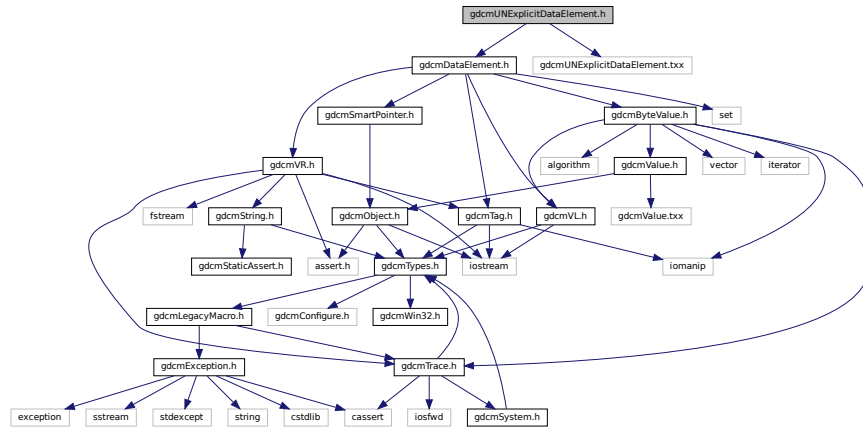 gdcmUNExplicitDataElement.h
gdcmDataElement.h
gdcmUNExplicitDataElement.txx
gdcmSmartPointer.h
gdcmByteValue.h
set
gdcmVR.h
algorithm
gdcmValue.h
vector
iterator
fstream
gdcmString.h
gdcmObject.h
gdcmTag.h
gdcmVL.h
gdcmValue.txx
gdcmStaticAssert.h
assert.h
gdcmTypes.h
iostream
iomanip
gdcmLegacyMacro.h
gdcmConfigure.h
gdcmWin32.h
gdcmException.h
gdcmTrace.h
exception
sstream
stdexcept
string
cstdlib
cassert
iosfwd
gdcmSystem.h